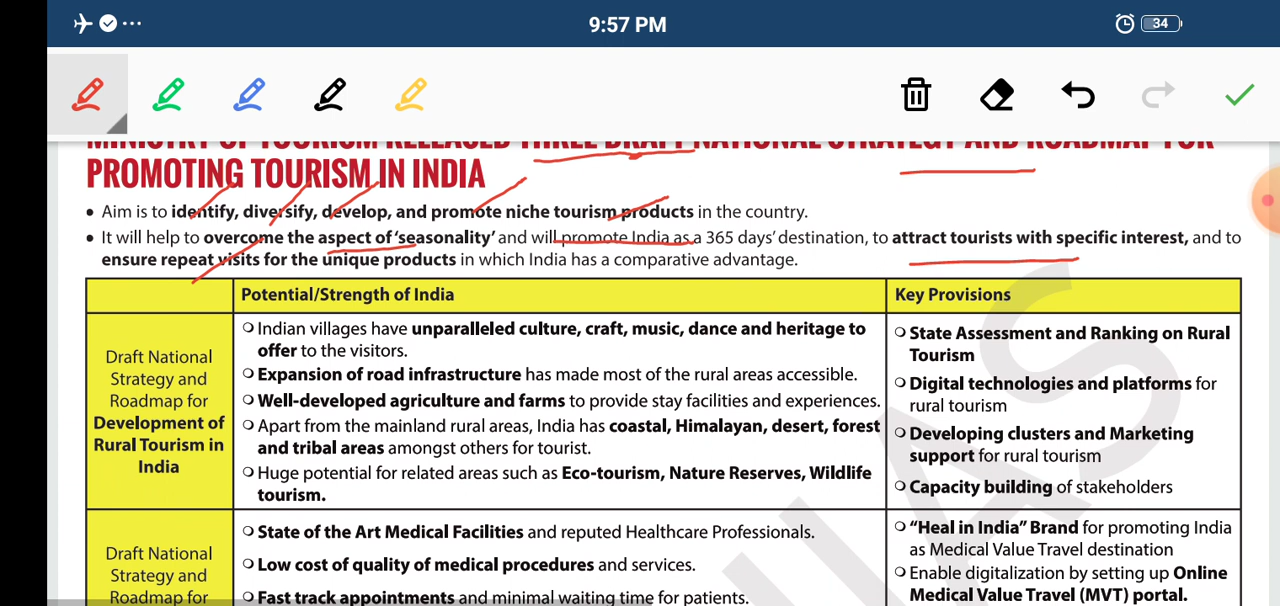 9:57 PM
34
MINISTRY OF TOURISM RELEASED THREE DRAFT NATIONAL STRATEGY AND ROADMAP FOR
PROMOTING TOURISM IN INDIA
• Aim is to identify, diversify, develop, and promote niche tourism products in the country.
• It will help to overcome the aspect of ‘seasonality’ and will promote India as a 365 days’ destination, to attract tourists with specific interest, and to
ensure repeat visits for the unique products in which India has a comparative advantage.
Potential/Strength of India
Key Provisions
Draft National
Strategy and
Roadmap for
Development of
Rural Tourism in
India
Indian villages have unparalleled culture, craft, music, dance and heritage to
offer to the visitors.
Expansion of road infrastructure has made most of the rural areas accessible.
Well-developed agriculture and farms to provide stay facilities and experiences.
Apart from the mainland rural areas, India has coastal, Himalayan, desert, forest
and tribal areas amongst others for tourist.
Huge potential for related areas such as Eco-tourism, Nature Reserves, Wildlife
tourism.
State Assessment and Ranking on Rural
Tourism
Digital technologies and platforms for
rural tourism
Developing clusters and Marketing
support for rural tourism
Capacity building of stakeholders
Draft National
Strategy and
Roadmap for
State of the Art Medical Facilities and reputed Healthcare Professionals.
Low cost of quality of medical procedures and services.
Fast track appointments and minimal waiting time for patients.
“Heal in India” Brand for promoting India
as Medical Value Travel destination
Enable digitalization by setting up Online
Medical Value Travel (MVT) portal.
IAS